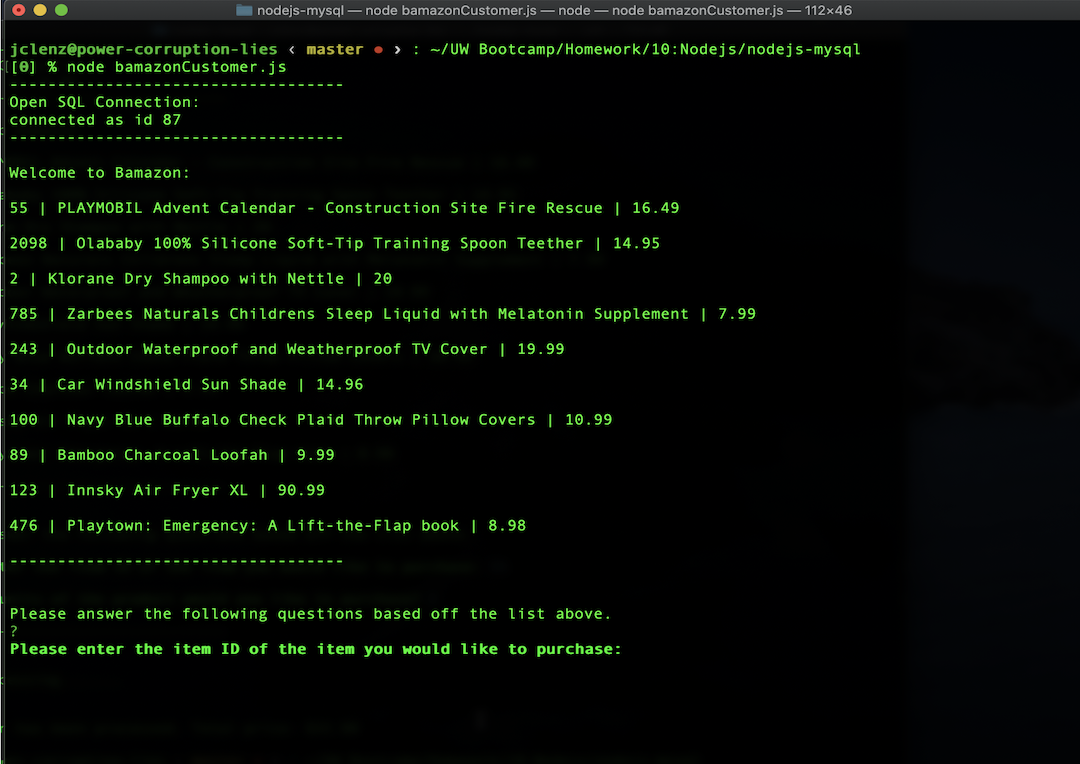 nodejs-mysql — node bamazonCustomer.js — node — node bamazonCustomer.js — 112×46
jclenz@power-corruption-lies ‹ master ● › : ~/UW Bootcamp/Homework/10:Nodejs/nodejs-mysql
[0] % node bamazonCustomer.js
-----------------------------------
Open SQL Connection:
connected as id 87
-----------------------------------
Welcome to Bamazon:
55 | PLAYMOBIL Advent Calendar - Construction Site Fire Rescue | 16.49
2098 | Olababy 100% Silicone Soft-Tip Training Spoon Teether | 14.95
2 | Klorane Dry Shampoo with Nettle | 20
785 | Zarbees Naturals Childrens Sleep Liquid with Melatonin Supplement | 7.99
243 | Outdoor Waterproof and Weatherproof TV Cover | 19.99
34 | Car Windshield Sun Shade | 14.96
100 | Navy Blue Buffalo Check Plaid Throw Pillow Covers | 10.99
89 | Bamboo Charcoal Loofah | 9.99
123 | Innsky Air Fryer XL | 90.99
476 | Playtown: Emergency: A Lift-the-Flap book | 8.98
-----------------------------------
Please answer the following questions based off the list above.
?
Please enter the item ID of the item you would like to purchase: